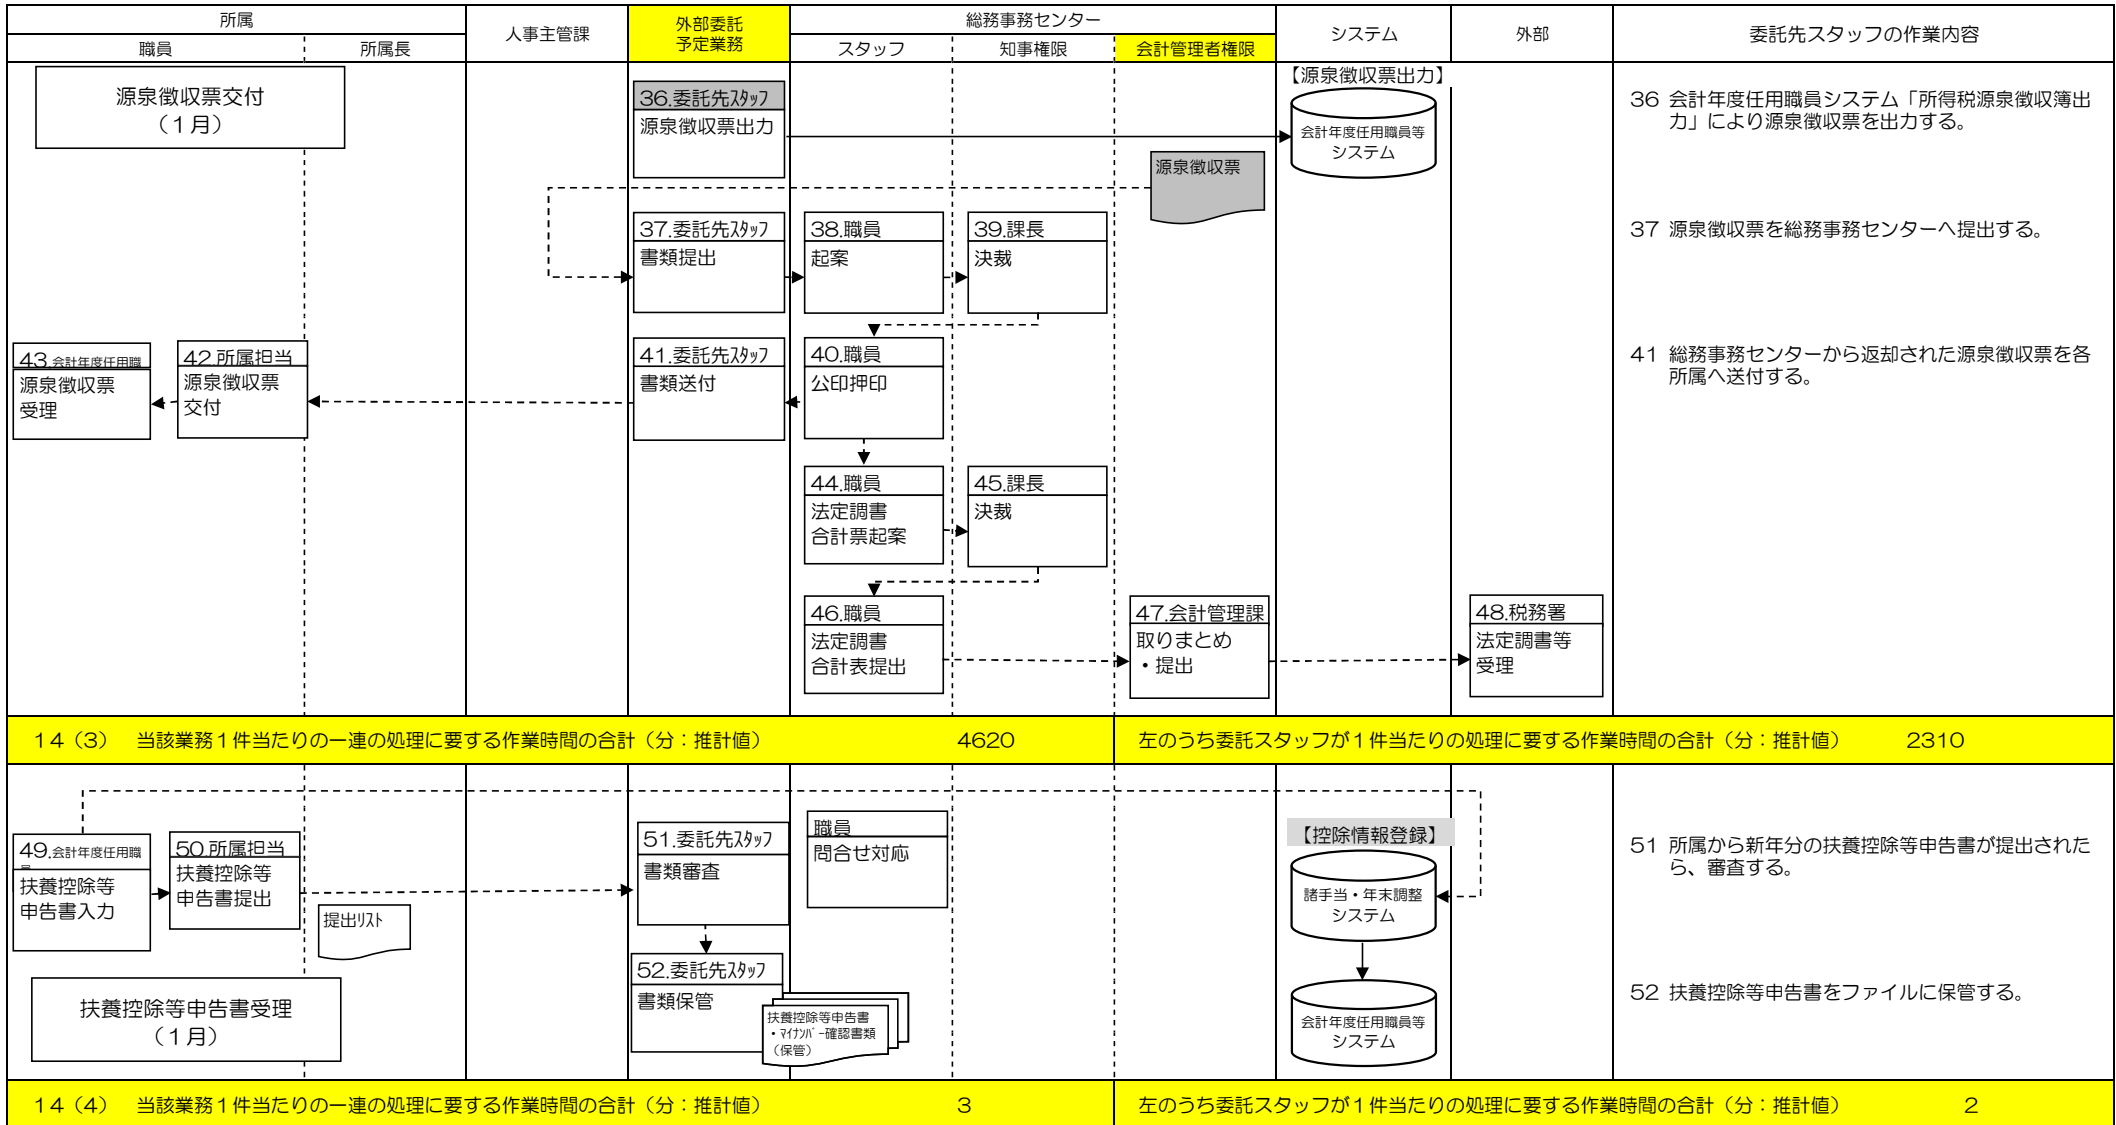 所属
人事主管課
外部委託
予定業務
総務事務センター
システム
外部
委託先スタッフの作業内容
職員
所属長
スタッフ
知事権限
会計管理者権限
源泉徴収票交付
（１月）
36.委託先ｽﾀｯﾌ
源泉徴収票出力
【源泉徴収票出力】
会計年度任用職員等
システム
源泉徴収票
36 会計年度任用職員システム「所得税源泉徴収簿出
力」により源泉徴収票を出力する。
37.委託先ｽﾀｯﾌ
書類提出
38.職員
起案
39.課長
決裁
37 源泉徴収票を総務事務センターへ提出する。
43.会計年度任用職
源泉徴収票
受理
42.所属担当
源泉徴収票
交付
41.委託先ｽﾀｯﾌ
書類送付
40.職員
公印押印
41 総務事務センターから返却された源泉徴収票を各
所属へ送付する。
44.職員
法定調書
合計票起案
45.課長
決裁
46.職員
法定調書
合計表提出
47.会計管理課
取りまとめ
・提出
48.税務署
法定調書等
受理
14（3） 当該業務１件当たりの一連の処理に要する作業時間の合計（分：推計値） 4620
左のうち委託スタッフが１件当たりの処理に要する作業時間の合計（分：推計値） 2310
49.会計年度任用職
扶養控除等
申告書入力
50.所属担当
扶養控除等
申告書提出
提出ﾘｽﾄ
51.委託先ｽﾀｯﾌ
書類審査
職員
問合せ対応
【控除情報登録】
諸手当・年末調整
システム
51 所属から新年分の扶養控除等申告書が提出された
ら、審査する。
扶養控除等申告書受理
（１月）
52.委託先ｽﾀｯﾌ
書類保管
扶養控除等申告書
・ﾏｲﾅﾝﾊﾞｰ確認書類
（保管）
会計年度任用職員等
システム
52 扶養控除等申告書をファイルに保管する。
14（4） 当該業務１件当たりの一連の処理に要する作業時間の合計（分：推計値） 3
左のうち委託スタッフが１件当たりの処理に要する作業時間の合計（分：推計値） 2